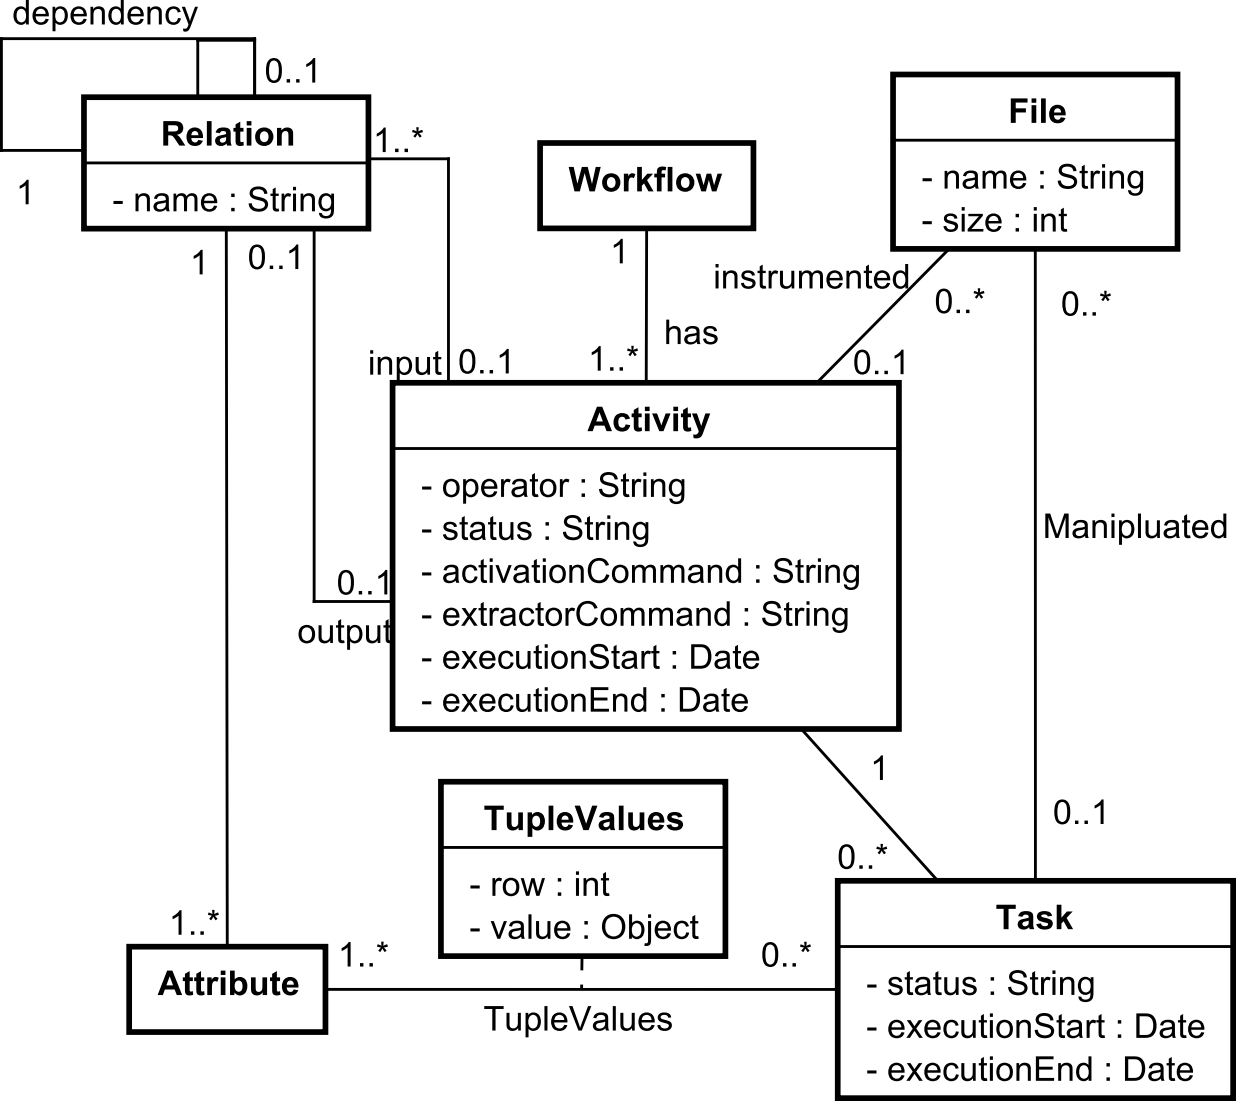 dependency
0..1
Relation
- name : String
1
1..*
Workflow
File
- name : String
- size : int
1
0..1
1
instrumented
0..*
0..*
has
input
0..1
1..*
0..1
Activity
- operator : String
- status : String
- activationCommand : String
- extractorCommand : String
- executionStart : Date
- executionEnd : Date
Manipluated
0..1
output
1
0..*
0..1
TupleValues
- row : int
- value : Object
1..*
Attribute
1..*
0..*
TupleValues
Task
- status : String
- executionStart : Date
- executionEnd : Date